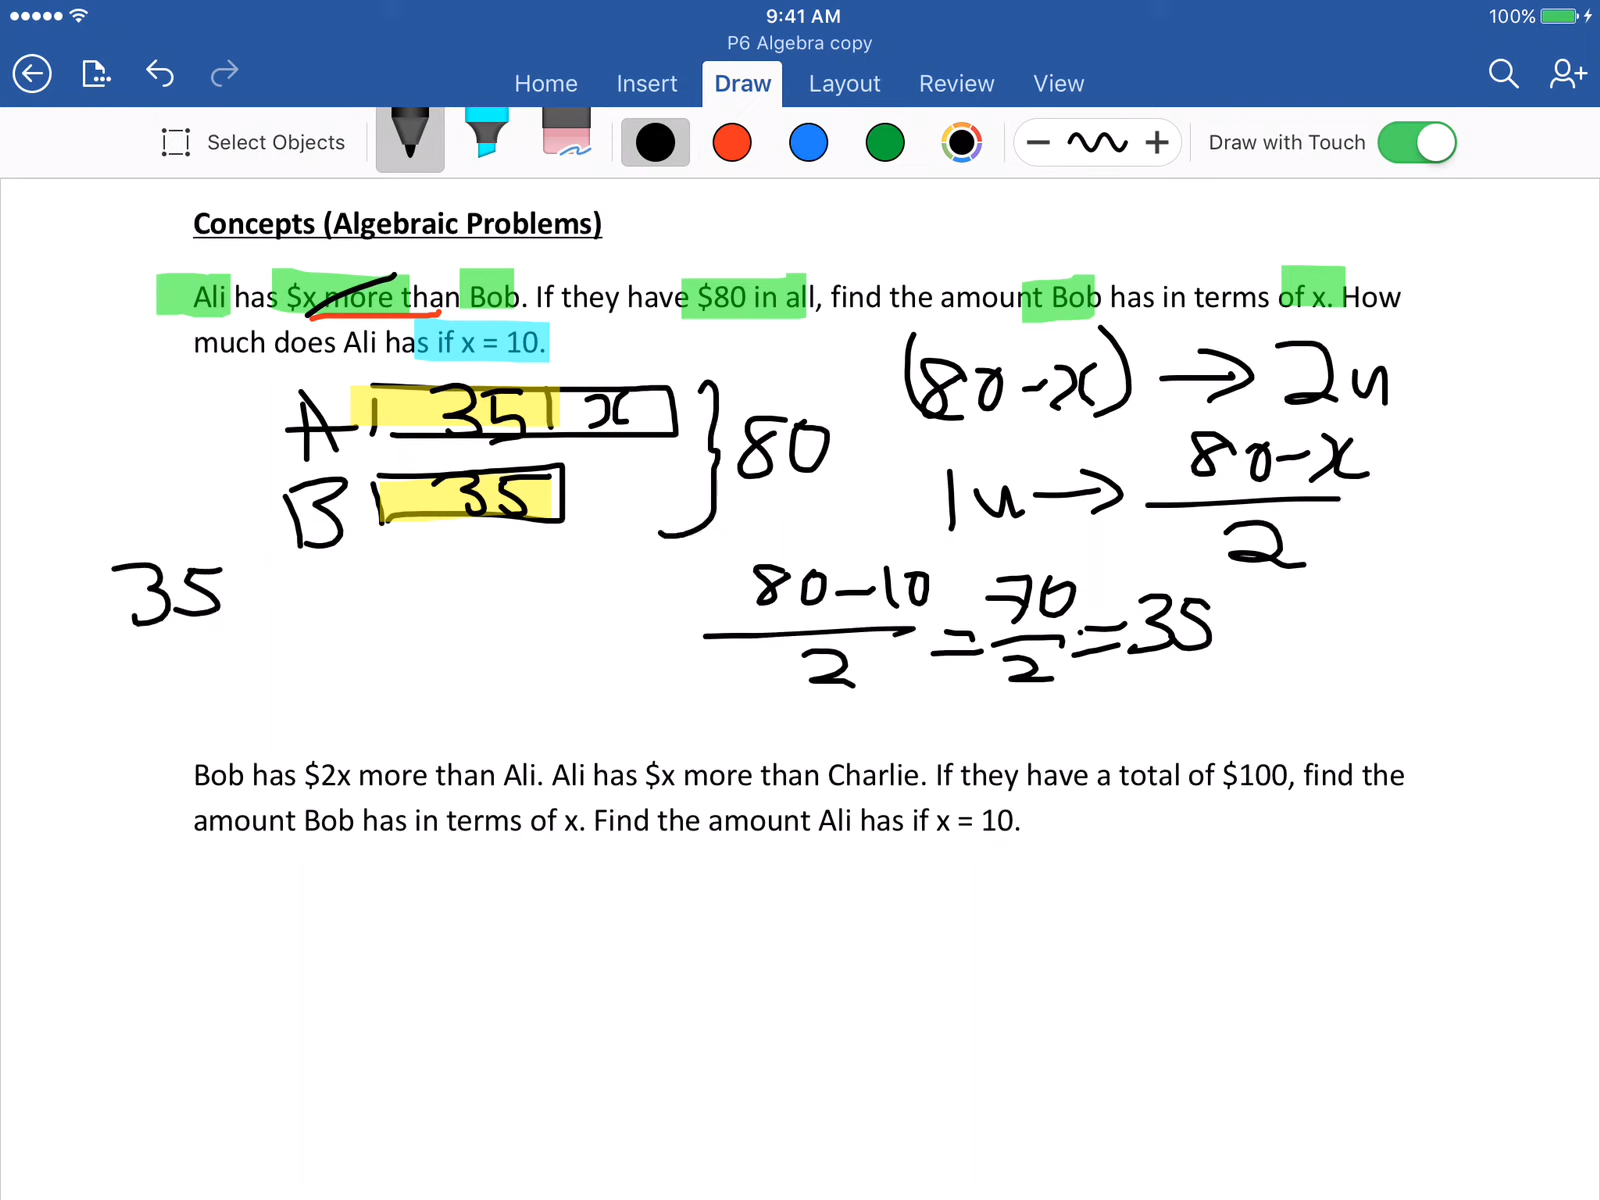 9:41 AM
100%
P6 Algebra copy
Home Insert Draw Layout Review View
Select Objects
Draw with Touch
Concepts (Algebraic Problems)
Ali has $x more than Bob. If they have $80 in all, find the amount Bob has in terms of x. How
much does Ali has if x = 10.
(80-x) → 2u
A 35 x
80
B 35
1u → 80-x
2
35
80-10 = 70 = 35
2 2
Bob has $2x more than Ali. Ali has $x more than Charlie. If they have a total of $100, find the
amount Bob has in terms of x. Find the amount Ali has if x = 10.